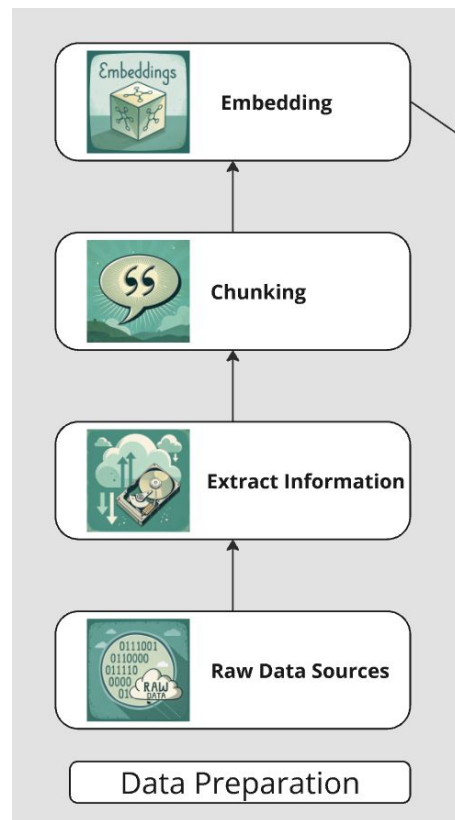 Embeddings
Embedding
Chunking
Extract Information
0111001
0110000
011110
0000
01
RAW
DATA
Raw Data Sources
Data Preparation